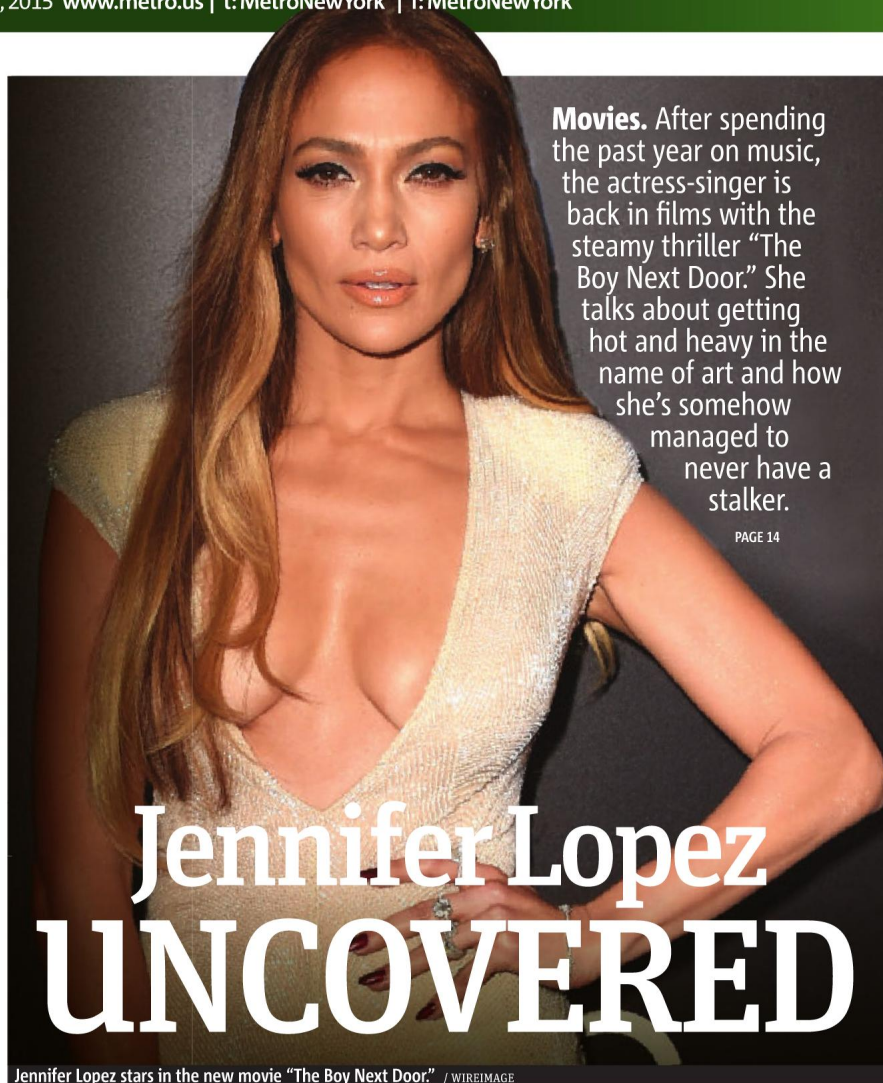 , 2015 www.metro.us | t: MetroNewYork | f: MetroNewYork
Movies. After spending
the past year on music,
the actress-singer is
back in films with the
steamy thriller “The
Boy Next Door.” She
talks about getting
hot and heavy in the
name of art and how
she’s somehow
managed to
never have a
stalker.
PAGE 14
Jennifer Lopez
UNCOVERED
Jennifer Lopez stars in the new movie “The Boy Next Door.” / WIREIMAGE